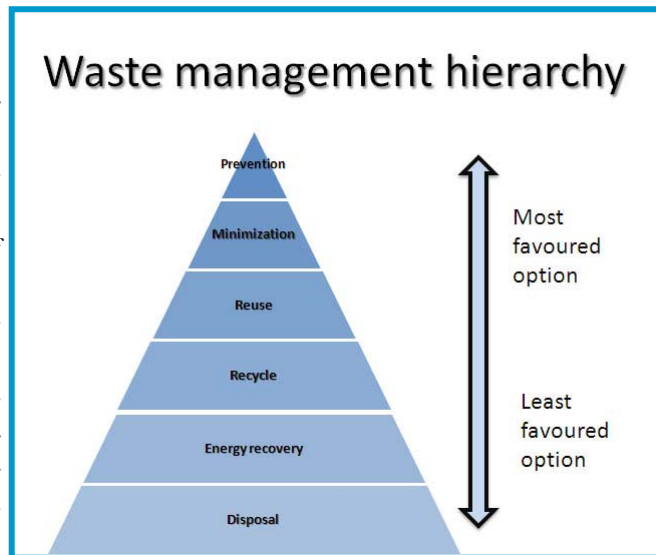 Waste management hierarchy
Prevention
Minimization
Reuse
Recycle
Energy recovery
Disposal
Most
favoured
option
Least
favoured
option